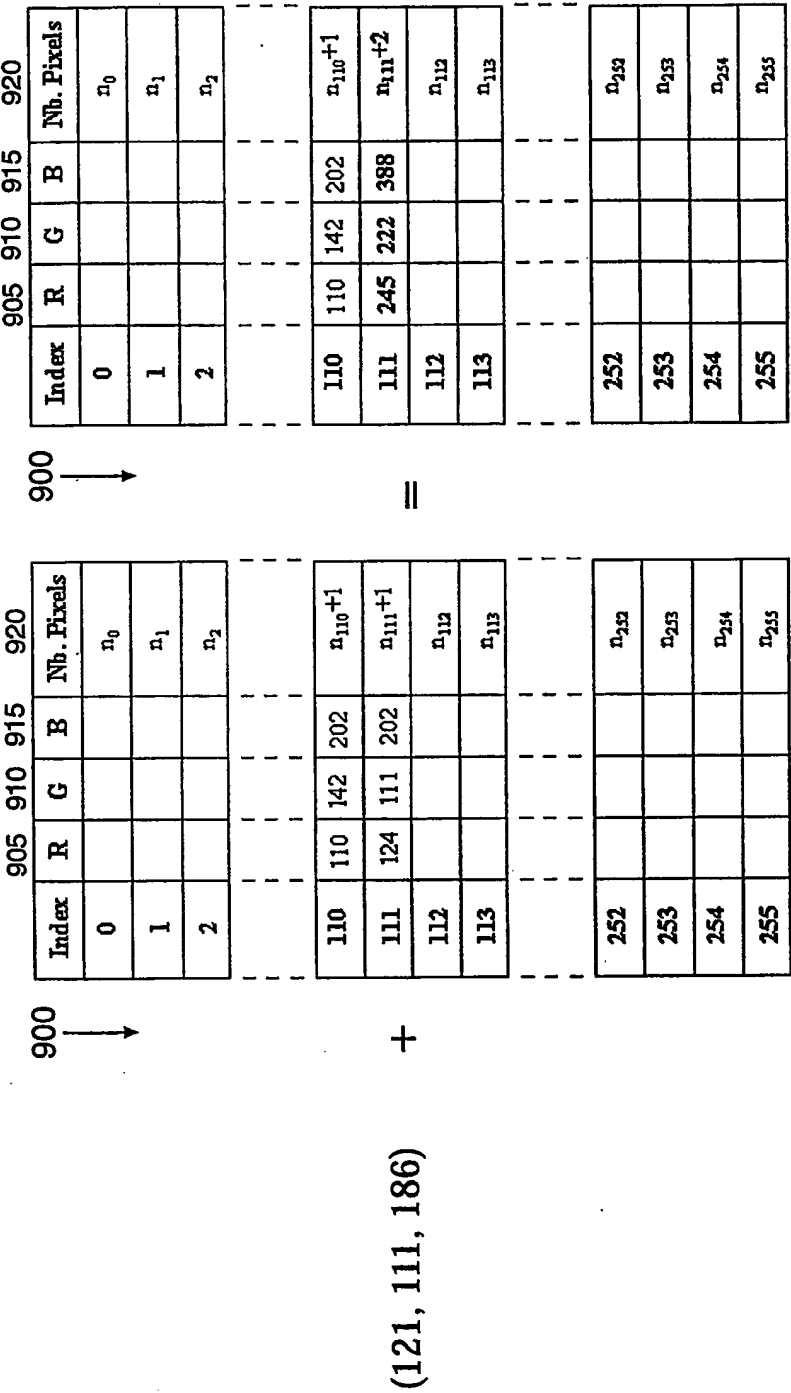 (121, 111, 186)
+
900
905 910 915 920
Index R G B Nb. Pixels
0 n₀
1 n₁
2 n₂
110 110 142 202 n₁₁₀+1
111 124 111 202 n₁₁₁+1
112 n₁₁₂
113 n₁₁₃
252 n₂₅₂
253 n₂₅₃
254 n₂₅₄
255 n₂₅₅
=
900
905 910 915 920
Index R G B Nb. Pixels
0 n₀
1 n₁
2 n₂
110 110 142 202 n₁₁₀+1
111 245 222 388 n₁₁₁+2
112 n₁₁₂
113 n₁₁₃
252 n₂₅₂
253 n₂₅₃
254 n₂₅₄
255 n₂₅₅